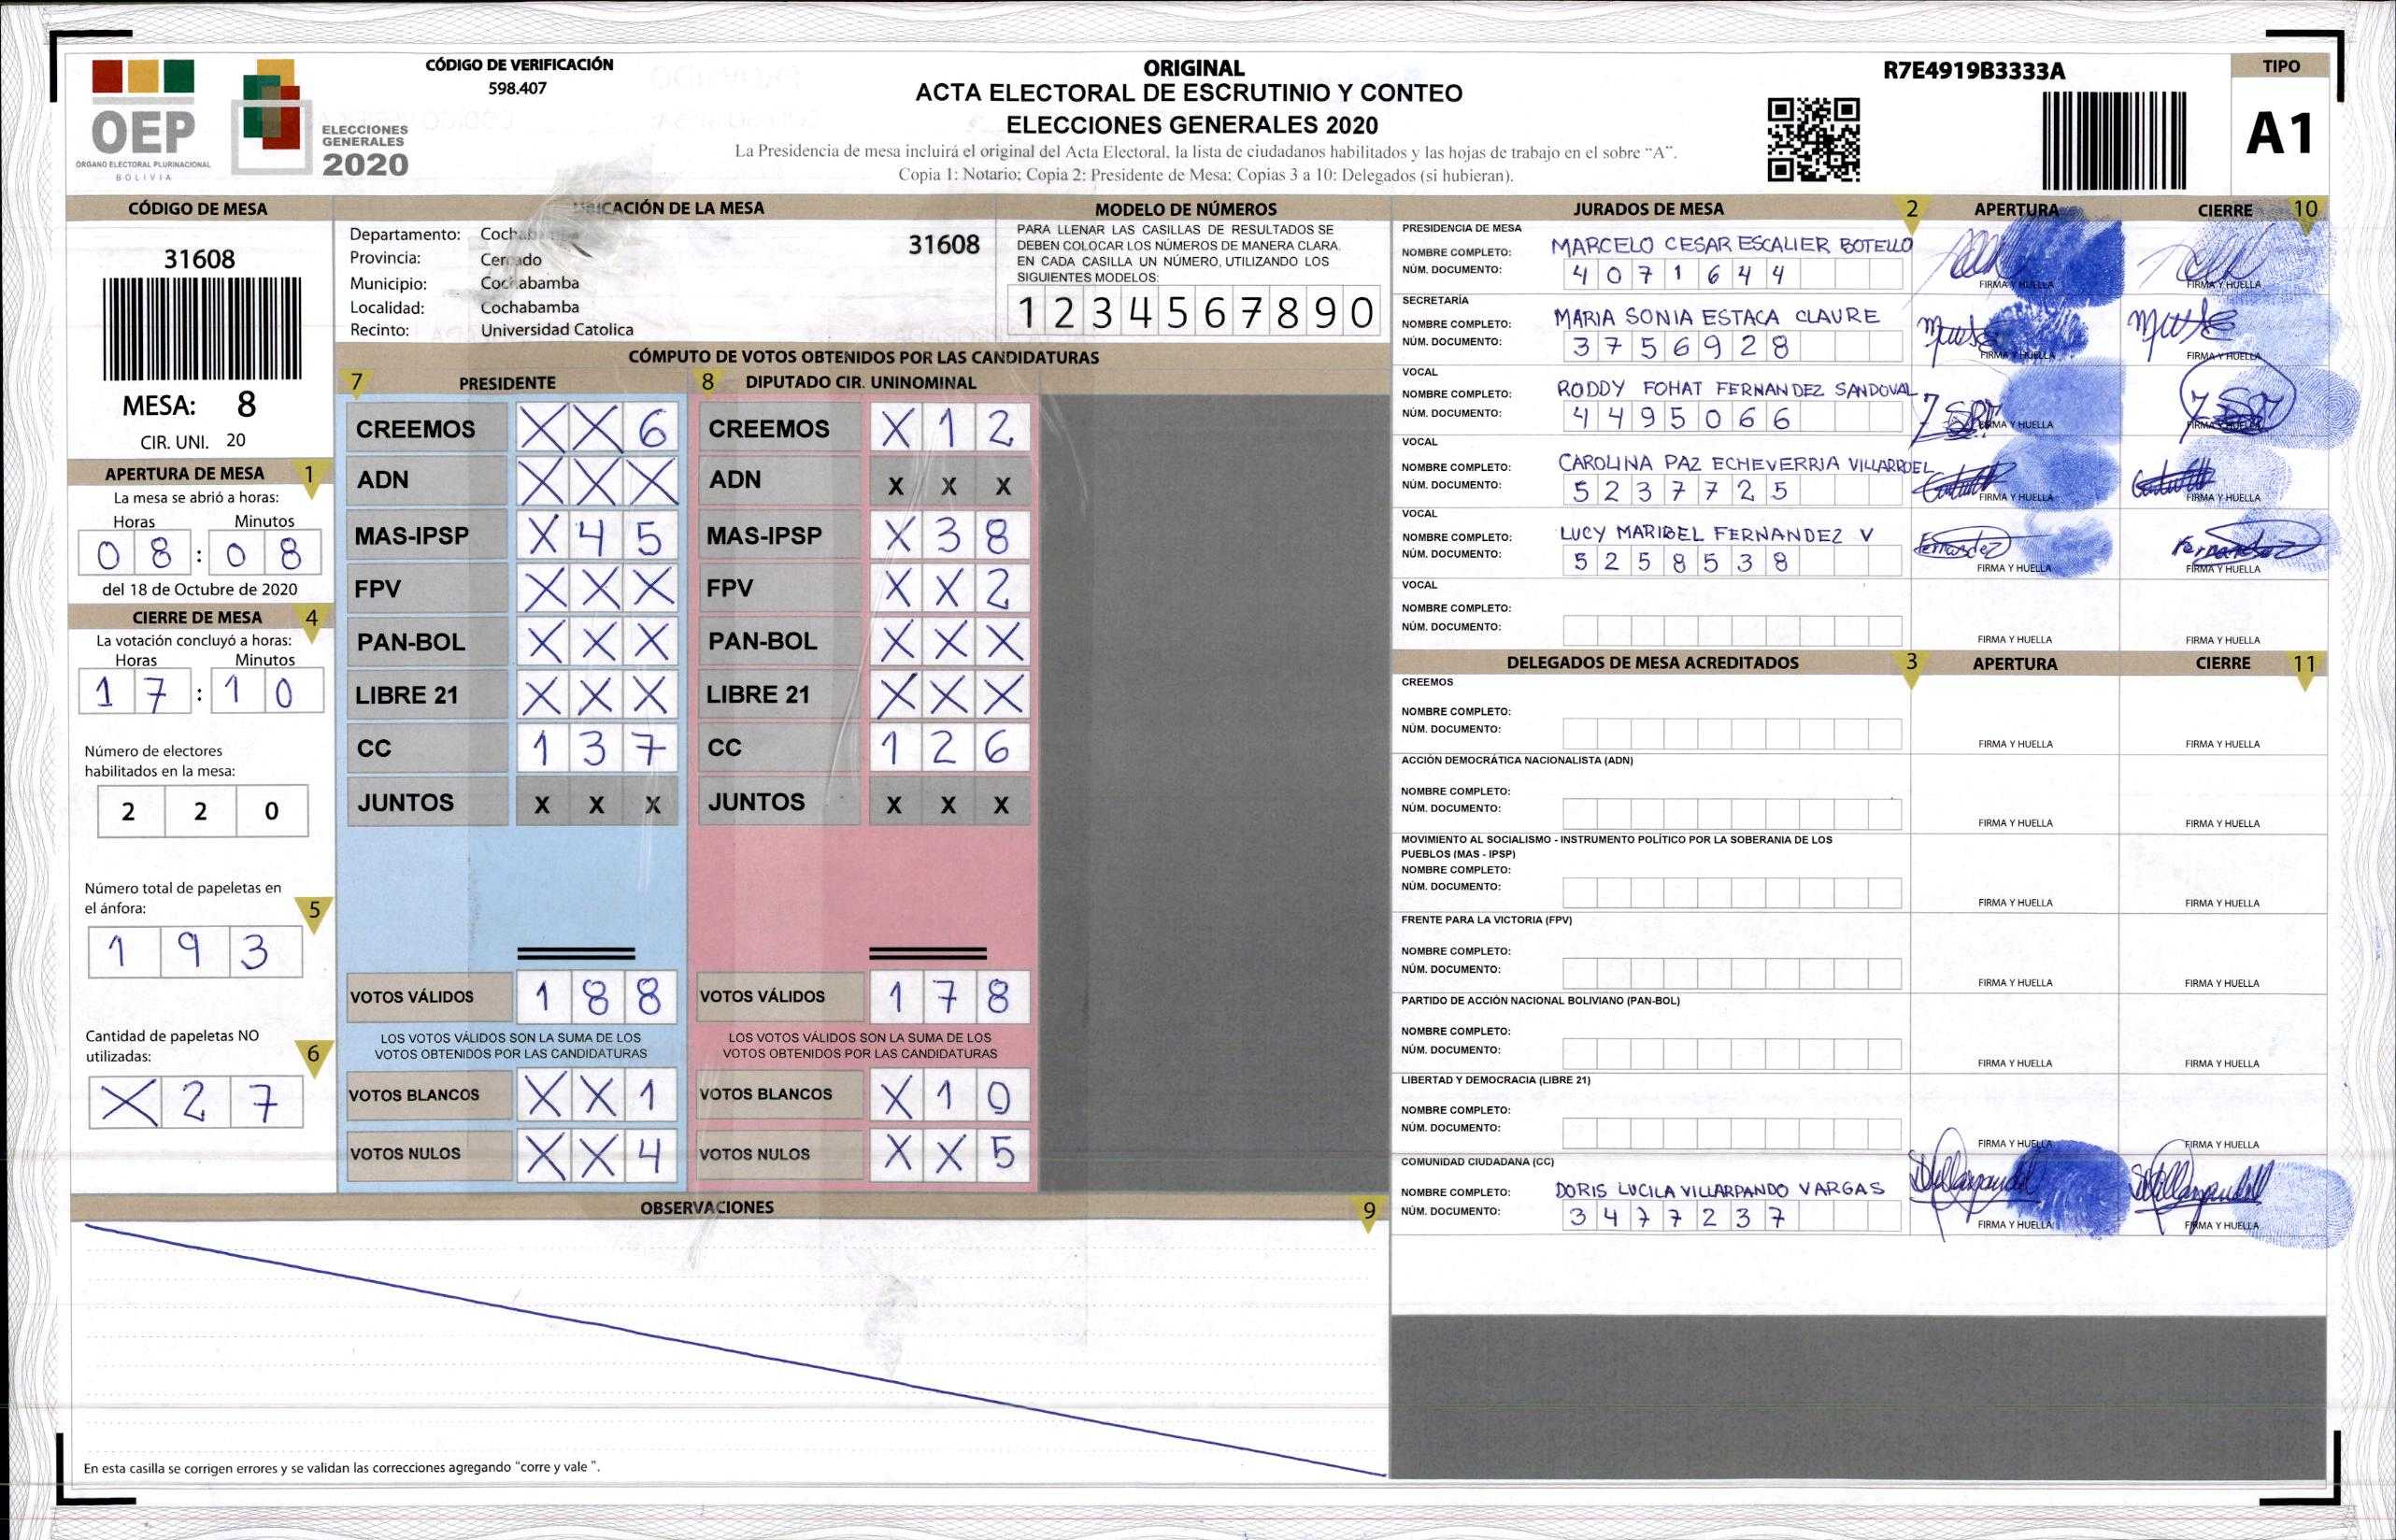 OEP
ÓRGANO ELECTORAL PLURINACIONAL
BOLIVIA
ELECCIONES
GENERALES
2020
CÓDIGO DE VERIFICACIÓN
598.407
ORIGINAL
ACTA ELECTORAL DE ESCRUTINIO Y CONTEO
ELECCIONES GENERALES 2020
La Presidencia de mesa incluirá el original del Acta Electoral, la lista de ciudadanos habilitados y las hojas de trabajo en el sobre “A”.
Copia 1: Notario; Copia 2: Presidente de Mesa; Copias 3 a 10: Delegados (si hubieran).
R7E4919B3333A
TIPO
A1
CÓDIGO DE MESA
31608
MESA: 8
CIR. UNI. 20
APERTURA DE MESA 1
La mesa se abrió a horas:
Horas Minutos
0 8 : 0 8
del 18 de Octubre de 2020
CIERRE DE MESA 4
La votación concluyó a horas:
Horas Minutos
1 7 : 1 0
Número de electores
habilitados en la mesa:
2 2 0
Número total de papeletas en
el ánfora: 5
1 9 3
Cantidad de papeletas NO
utilizadas: 6
X 2 7
UBICACIÓN DE LA MESA
Departamento: Cochabamba
Provincia: Cercado
Municipio: Cochabamba
Localidad: Cochabamba
Recinto: Universidad Catolica
31608
MODELO DE NÚMEROS
PARA LLENAR LAS CASILLAS DE RESULTADOS SE
DEBEN COLOCAR LOS NÚMEROS DE MANERA CLARA.
EN CADA CASILLA UN NÚMERO, UTILIZANDO LOS
SIGUIENTES MODELOS:
1 2 3 4 5 6 7 8 9 0
CÓMPUTO DE VOTOS OBTENIDOS POR LAS CANDIDATURAS
7 PRESIDENTE 8 DIPUTADO CIR. UNINOMINAL
CREEMOS X X 6 CREEMOS X 1 2
ADN X X X ADN X X X
MAS-IPSP X 4 5 MAS-IPSP X 3 8
FPV X X X FPV X X 2
PAN-BOL X X X PAN-BOL X X X
LIBRE 21 X X X LIBRE 21 X X X
CC 1 3 7 CC 1 2 6
JUNTOS X X X JUNTOS X X X
VOTOS VÁLIDOS 1 8 8 VOTOS VÁLIDOS 1 7 8
LOS VOTOS VÁLIDOS SON LA SUMA DE LOS LOS VOTOS VÁLIDOS SON LA SUMA DE LOS
VOTOS OBTENIDOS POR LAS CANDIDATURAS VOTOS OBTENIDOS POR LAS CANDIDATURAS
VOTOS BLANCOS X X 1 VOTOS BLANCOS X 1 0
VOTOS NULOS X X 4 VOTOS NULOS X X 5
OBSERVACIONES 9
En esta casilla se corrigen errores y se validan las correcciones agregando "corre y vale ".
JURADOS DE MESA 2 APERTURA CIERRE 10
PRESIDENCIA DE MESA
NOMBRE COMPLETO: MARCELO CESAR ESCALIER BOTELLO
NÚM. DOCUMENTO: 4 0 7 1 6 4 4
FIRMA Y HUELLA FIRMA Y HUELLA
SECRETARÍA
NOMBRE COMPLETO: MARIA SONIA ESTACA CLAURE
NÚM. DOCUMENTO: 3 7 5 6 9 2 8
FIRMA Y HUELLA FIRMA Y HUELLA
VOCAL
NOMBRE COMPLETO: RODDY FOHAT FERNANDEZ SANDOVAL
NÚM. DOCUMENTO: 4 4 9 5 0 6 6
FIRMA Y HUELLA FIRMA Y HUELLA
VOCAL
NOMBRE COMPLETO: CAROLINA PAZ ECHEVERRIA VILLARROEL
NÚM. DOCUMENTO: 5 2 3 7 7 2 5
FIRMA Y HUELLA FIRMA Y HUELLA
VOCAL
NOMBRE COMPLETO: LUCY MARIBEL FERNANDEZ V
NÚM. DOCUMENTO: 5 2 5 8 5 3 8
Fernandez Fernandez
FIRMA Y HUELLA FIRMA Y HUELLA
VOCAL
NOMBRE COMPLETO:
NÚM. DOCUMENTO:
FIRMA Y HUELLA FIRMA Y HUELLA
DELEGADOS DE MESA ACREDITADOS 3 APERTURA CIERRE 11
CREEMOS
NOMBRE COMPLETO:
NÚM. DOCUMENTO:
FIRMA Y HUELLA FIRMA Y HUELLA
ACCIÓN DEMOCRÁTICA NACIONALISTA (ADN)
NOMBRE COMPLETO:
NÚM. DOCUMENTO:
FIRMA Y HUELLA FIRMA Y HUELLA
MOVIMIENTO AL SOCIALISMO - INSTRUMENTO POLÍTICO POR LA SOBERANIA DE LOS
PUEBLOS (MAS - IPSP)
NOMBRE COMPLETO:
NÚM. DOCUMENTO:
FIRMA Y HUELLA FIRMA Y HUELLA
FRENTE PARA LA VICTORIA (FPV)
NOMBRE COMPLETO:
NÚM. DOCUMENTO:
FIRMA Y HUELLA FIRMA Y HUELLA
PARTIDO DE ACCIÓN NACIONAL BOLIVIANO (PAN-BOL)
NOMBRE COMPLETO:
NÚM. DOCUMENTO:
FIRMA Y HUELLA FIRMA Y HUELLA
LIBERTAD Y DEMOCRACIA (LIBRE 21)
NOMBRE COMPLETO:
NÚM. DOCUMENTO:
FIRMA Y HUELLA FIRMA Y HUELLA
COMUNIDAD CIUDADANA (CC)
NOMBRE COMPLETO: DORIS LUCILA VILLARPANDO VARGAS
NÚM. DOCUMENTO: 3 4 7 7 2 3 7
FIRMA Y HUELLA FIRMA Y HUELLA